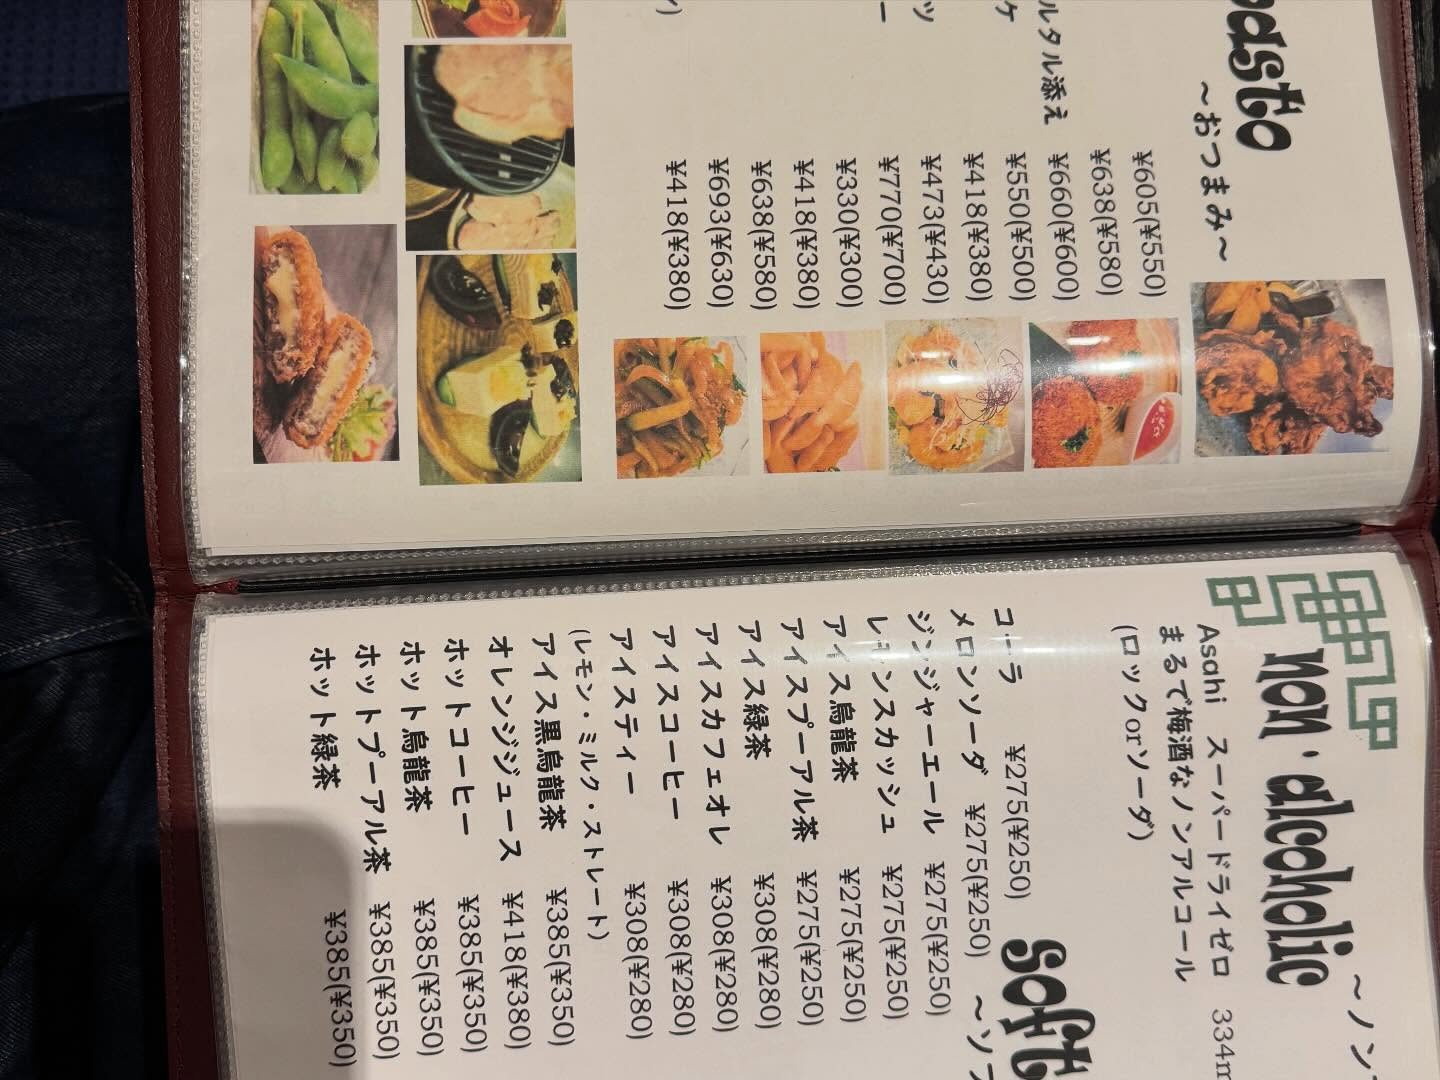 asto
～おつまみ～
¥605(¥550)
¥638(¥580)
ルタル添え ¥660(¥600)
ケ ¥550(¥500)
¥418(¥380)
ッ ¥473(¥430)
ー ¥770(¥700)
¥330(¥300)
¥418(¥380)
¥638(¥580)
¥693(¥630)
¥418(¥380)
non・alcoholic
～ノン
Asahi スーパードライゼロ 334m
まるで梅酒なノンアルコール
(ロックorソーダ)
soft
～ソフ
コーラ ¥275(¥250)
メロンソーダ ¥275(¥250)
ジンジャーエール ¥275(¥250)
レモンスカッシュ ¥275(¥250)
アイス烏龍茶 ¥275(¥250)
アイスプーアル茶 ¥275(¥250)
アイス緑茶 ¥308(¥280)
アイスカフェオレ ¥308(¥280)
アイスコーヒー ¥308(¥280)
アイスティー ¥308(¥280)
(レモン・ミルク・ストレート)
アイス黒烏龍茶 ¥385(¥350)
オレンジジュース ¥418(¥380)
ホットコーヒー ¥385(¥350)
ホット烏龍茶 ¥385(¥350)
ホットプーアル茶 ¥385(¥350)
ホット緑茶 ¥385(¥350)